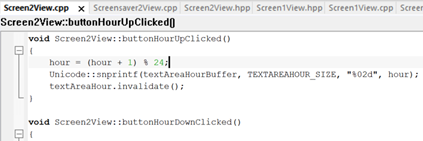 Screen2View.cpp Screensaver2View.cpp Screen2View.hpp Screen1View.hpp Screen1View.cpp
Screen2View::buttonHourUpClicked()
void Screen2View::buttonHourUpClicked()
{
hour = (hour + 1) % 24;
Unicode::snprintf(textAreaHourBuffer, TEXTAREAHOUR_SIZE, "%02d", hour);
textAreaHour.invalidate();
}
void Screen2View::buttonHourDownClicked()
{